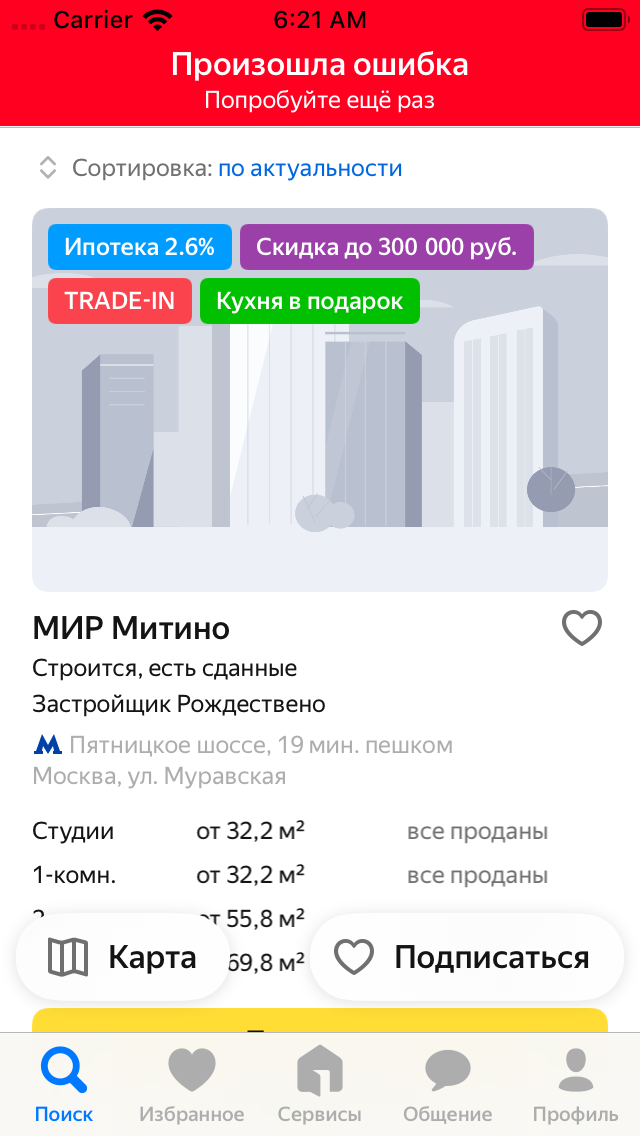 Carrier 6:21 AM
Произошла ошибка
Попробуйте ещё раз
Сортировка: по актуальности
Ипотека 2.6% Скидка до 300 000 руб.
TRADE-IN Кухня в подарок
МИР Митино
Строится, есть сданные
Застройщик Рождествено
Пятницкое шоссе, 19 мин. пешком
Москва, ул. Муравская
Студии от 32,2 м² все проданы
1-комн. от 32,2 м² все проданы
от 55,8 м²
69,8 м²
Карта Подписаться
Поиск Избранное Сервисы Общение Профиль